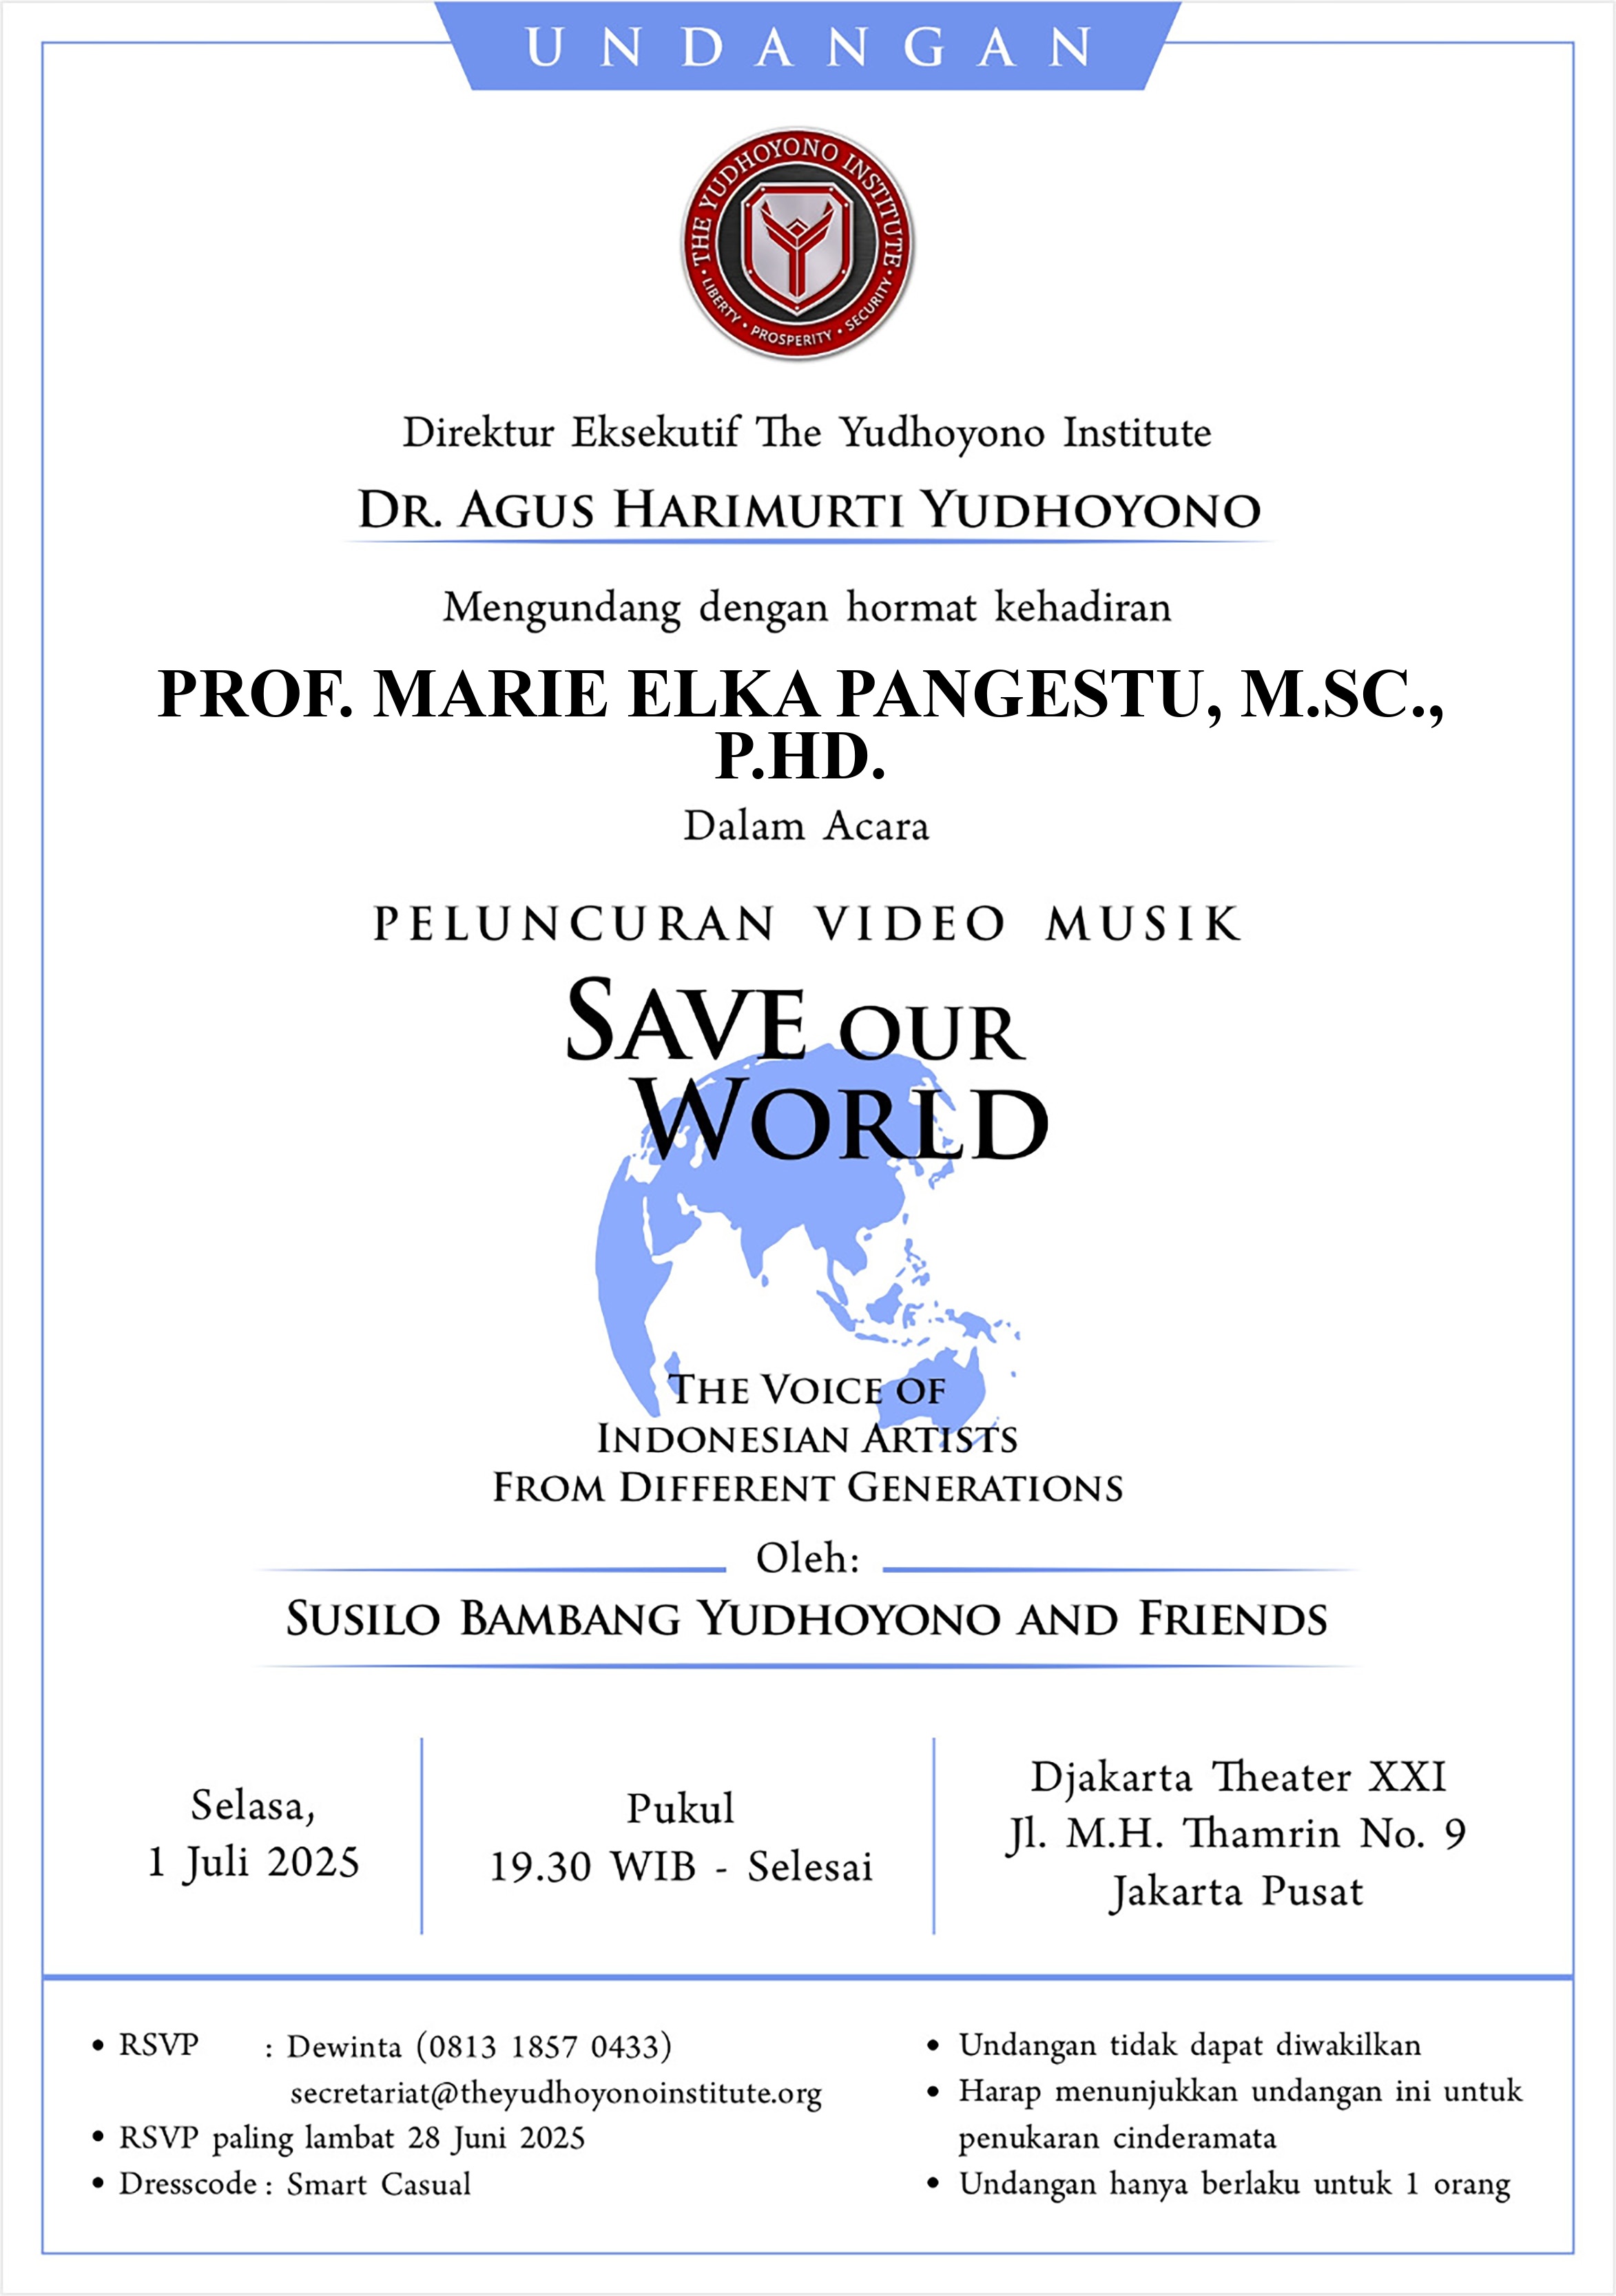 UNDANGAN
THE YUDHOYONO INSTITUTE
LIBERTY • PROSPERITY • SECURITY
Direktur Eksekutif The Yudhoyono Institute
DR. AGUS HARIMURTI YUDHOYONO
Mengundang dengan hormat kehadiran
PROF. MARIE ELKA PANGESTU, M.SC.,
P.HD.
Dalam Acara
PELUNCURAN VIDEO MUSIK
SAVE OUR
WORLD
THE VOICE OF
INDONESIAN ARTISTS
FROM DIFFERENT GENERATIONS
Oleh:
SUSILO BAMBANG YUDHOYONO AND FRIENDS
Selasa,
1 Juli 2025
Pukul
19.30 WIB - Selesai
Djakarta Theater XXI
Jl. M.H. Thamrin No. 9
Jakarta Pusat
• RSVP : Dewinta (0813 1857 0433)
secretariat@theyudhoyonoinstitute.org
• RSVP paling lambat 28 Juni 2025
• Dresscode : Smart Casual
• Undangan tidak dapat diwakilkan
• Harap menunjukkan undangan ini untuk
penukaran cinderamata
• Undangan hanya berlaku untuk 1 orang